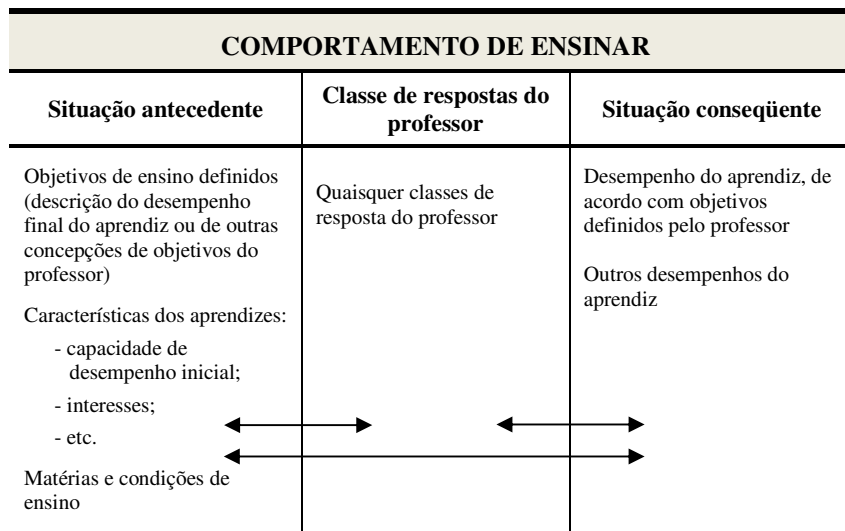 COMPORTAMENTO DE ENSINAR
Situação antecedente
Classe de respostas do
professor
Situação conseqüente
Objetivos de ensino definidos
(descrição do desempenho
final do aprendiz ou de outras
concepções de objetivos do
professor)
Características dos aprendizes:
- capacidade de
desempenho inicial;
- interesses;
- etc.
Matérias e condições de
ensino
Quaisquer classes de
resposta do professor
Desempenho do aprendiz, de
acordo com objetivos
definidos pelo professor
Outros desempenhos do
aprendiz